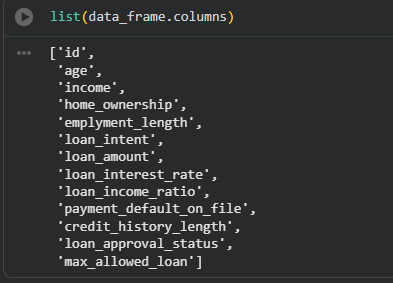 list(data_frame.columns)
['id',
'age',
'income',
'home_ownership',
'emplyment_length',
'loan_intent',
'loan_amount',
'loan_interest_rate',
'loan_income_ratio',
'payment_default_on_file',
'credit_history_length',
'loan_approval_status',
'max_allowed_loan']